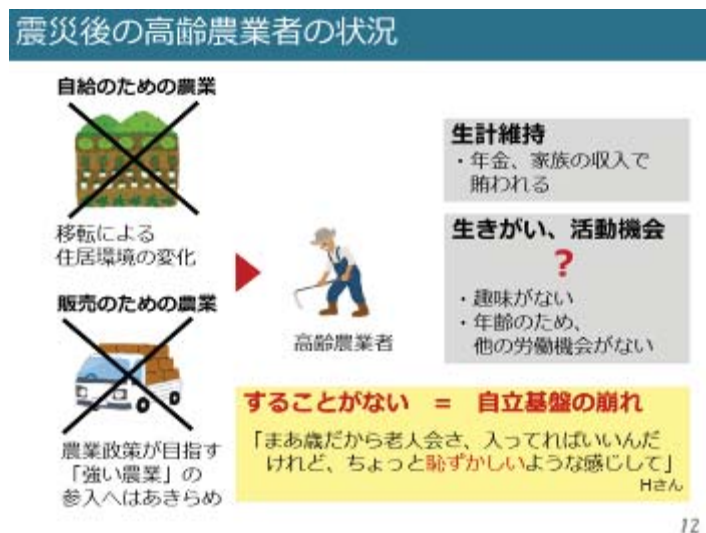 震災後の高齢農業者の状況
自給のための農業
移転による
住居環境の変化
販売のための農業
農業政策が目指す
「強い農業」の
参入へはあきらめ
高齢農業者
生計維持
・年金、家族の収入で
賄われる
生きがい、活動機会
?
・趣味がない
・年齢のため、
他の労働機会がない
することがない = 自立基盤の崩れ
「まあ歳だから老人会さ、入ってればいいんだ
けれど、ちょっと恥ずかしいような感じして」
Hさん
12